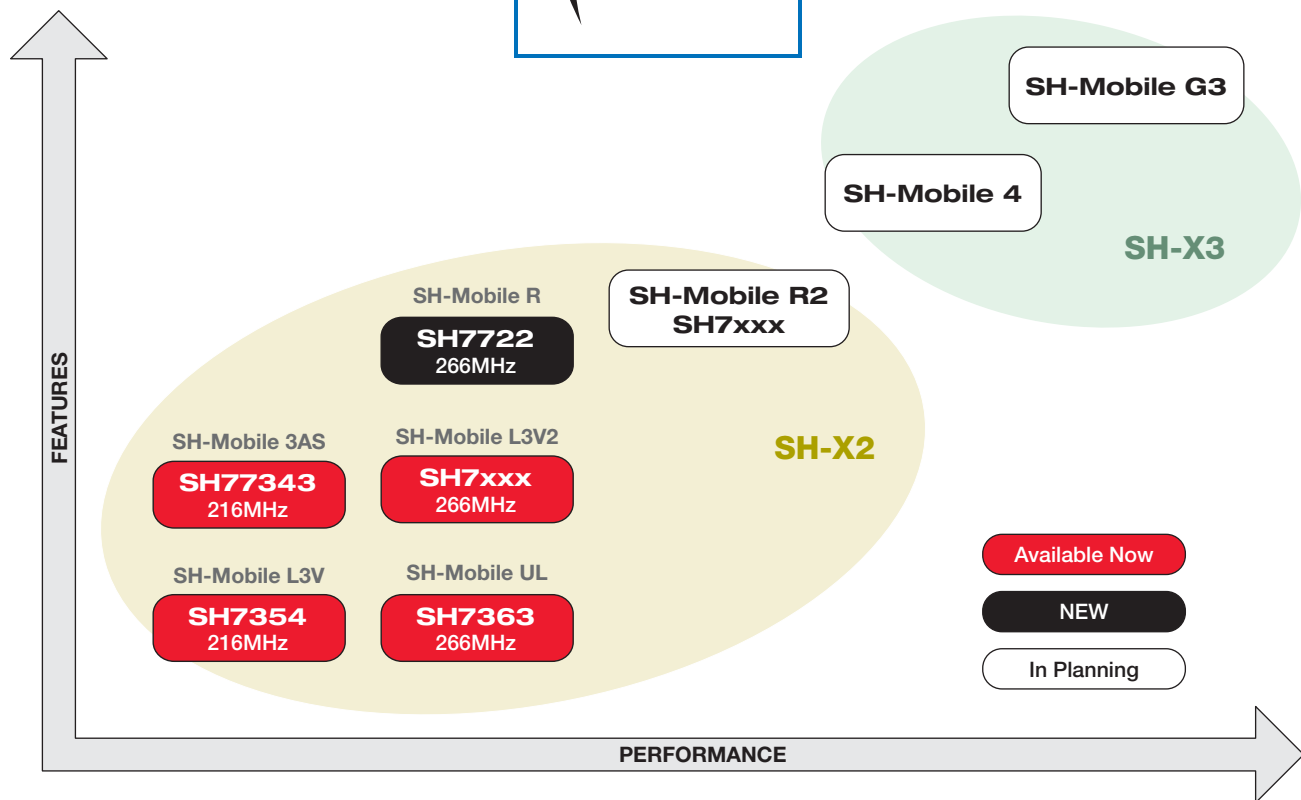 SH-Mobile G3
SH-Mobile 4
SH-X3
SH-Mobile R
SH7722
266MHz
SH-Mobile R2
SH7xxx
FEATURES
SH-Mobile 3AS
SH77343
216MHz
SH-Mobile L3V2
SH7xxx
266MHz
SH-X2
SH-Mobile L3V
SH7354
216MHz
SH-Mobile UL
SH7363
266MHz
Available Now
NEW
In Planning
PERFORMANCE